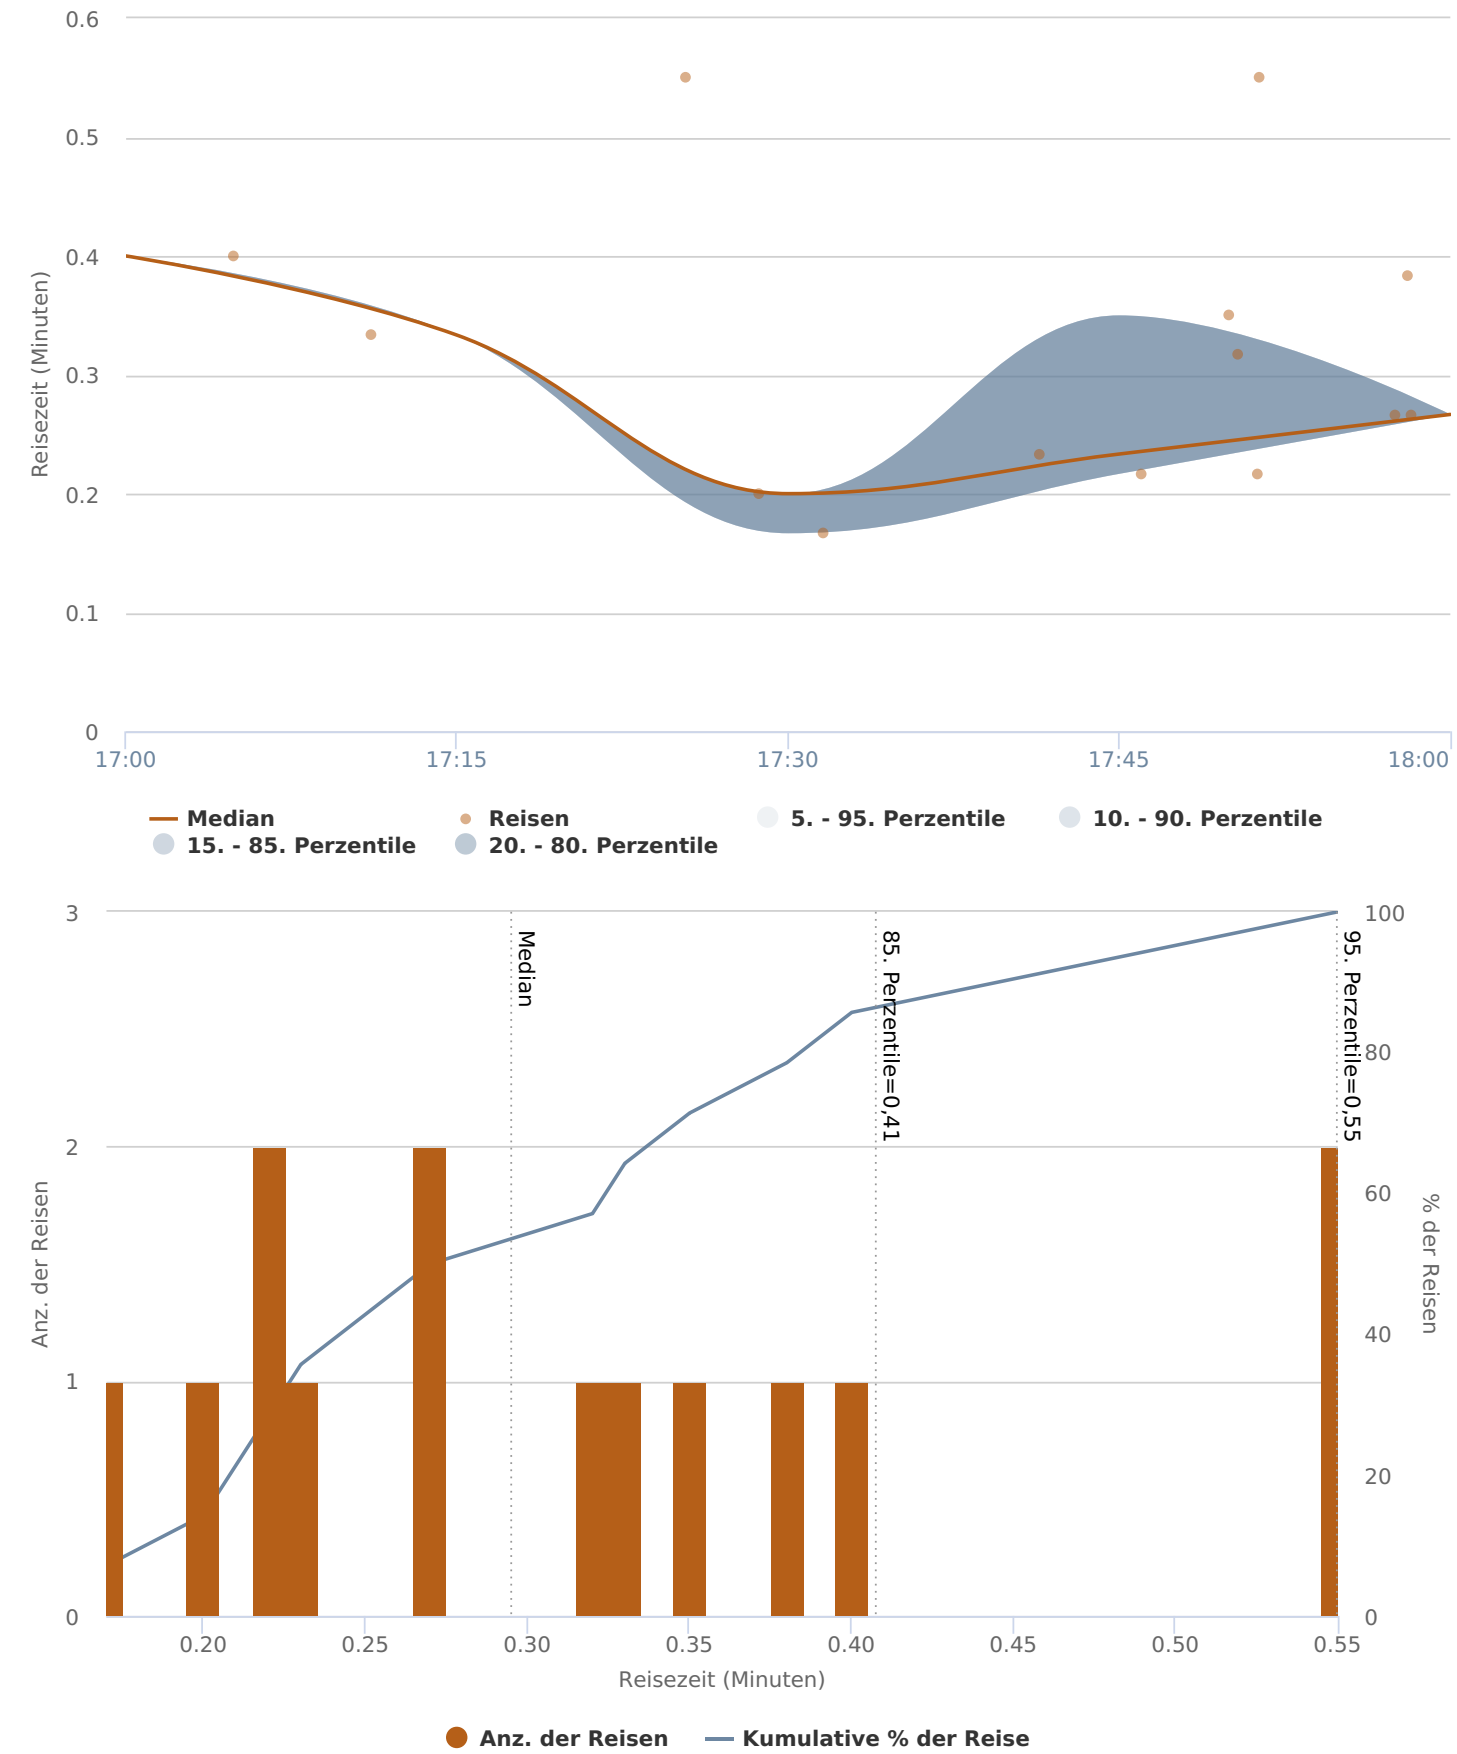 0.6
0.5
0.4
0.3
0.2
0.1
0
Reisezeit (Minuten)
17:00 17:15 17:30 17:45 18:00
Median Reisen 5. - 95. Perzentile 10. - 90. Perzentile
15. - 85. Perzentile 20. - 80. Perzentile
3
2
1
0
Anz. der Reisen
Median
85. Perzentile=0,41
95. Perzentile=0,55
100
80
60
40
20
0
% der Reisen
0.20 0.25 0.30 0.35 0.40 0.45 0.50 0.55
Reisezeit (Minuten)
Anz. der Reisen Kumulative % der Reise